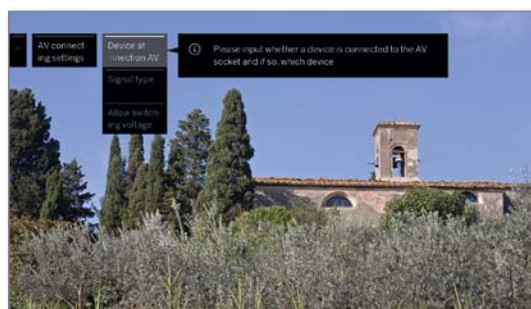 ...
AV connect-
ing settings
Device at
nnection AV
Signal type
Allow switch-
ing voltage
Please input whether a device is connected to the AV
socket and if so, which device